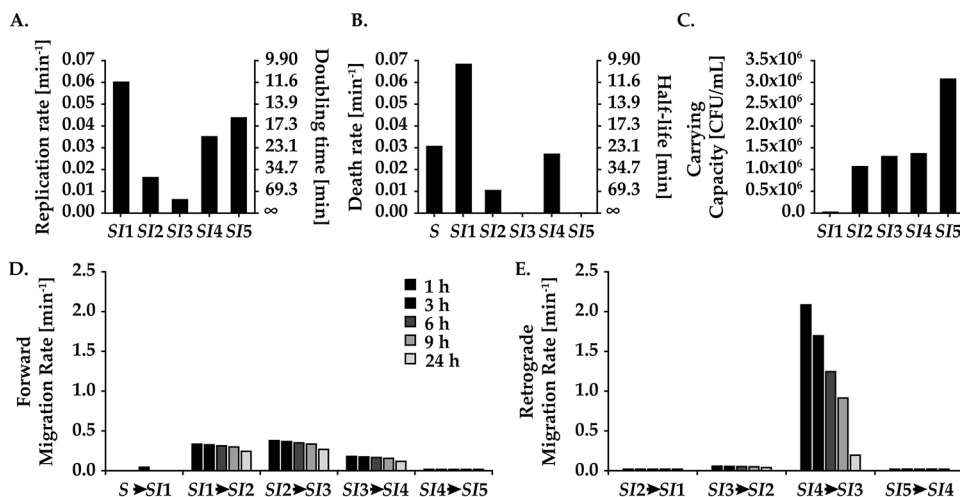 A.
Replication rate [min⁻¹]
0.07
0.06
0.05
0.04
0.03
0.02
0.01
0.00
9.90
11.6
13.9
17.3
23.1
34.7
69.3
∞
Doubling time [min]
SI1 SI2 SI3 SI4 SI5
B.
Death rate [min⁻¹]
0.07
0.06
0.05
0.04
0.03
0.02
0.01
0.00
9.90
11.6
13.9
17.3
23.1
34.7
69.3
∞
Half-life [min]
S SI1 SI2 SI3 SI4 SI5
C.
Carrying
Capacity [CFU/mL]
3.5x10⁶
3.0x10⁶
2.5x10⁶
2.0x10⁶
1.5x10⁶
1.0x10⁶
0.5x10⁶
0.0
SI1 SI2 SI3 SI4 SI5
D.
Forward
Migration Rate [min⁻¹]
2.5
2.0
1.5
1.0
0.5
0.0
1 h
3 h
6 h
9 h
24 h
S➤SI1 SI1➤SI2 SI2➤SI3 SI3➤SI4 SI4➤SI5
E.
Retrograde
Migration Rate [min⁻¹]
2.5
2.0
1.5
1.0
0.5
0.0
SI2➤SI1 SI3➤SI2 SI4➤SI3 SI5➤SI4